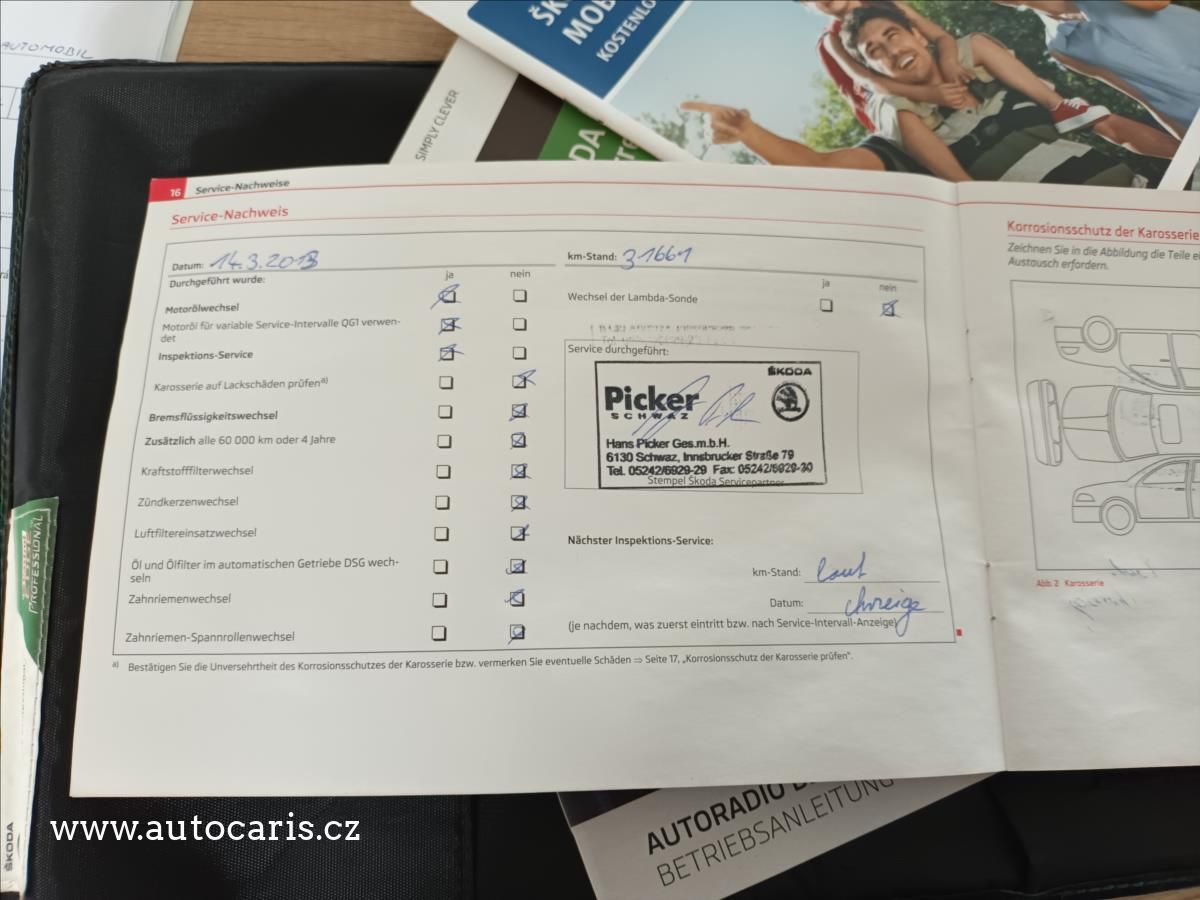 AUTOMOBIL
KOSTENLO
SIMPLY CLEVER
16 Service-Nachweise
Service-Nachweis
Datum: 14.3.2013
km-Stand: 31661
Durchgeführt wurde:
ja nein
Motorölwechsel
Motoröl für variable Service-Intervalle QG1 verwen-
det
Inspektions-Service
Karosserie auf Lackschäden prüfen a)
Bremsflüssigkeitswechsel
Zusätzlich alle 60 000 km oder 4 Jahre
Kraftstofffilterwechsel
Zündkerzenwechsel
Luftfiltereinsatzwechsel
Öl und Ölfilter im automatischen Getriebe DSG wech-
seln
Zahnriemenwechsel
Zahnriemen-Spannrollenwechsel
ja nein
Wechsel der Lambda-Sonde
Service durchgeführt:
ŠKODA
Picker
SCHWAZ
Hans Picker Ges.m.b.H.
6130 Schwaz, Innsbrucker Straße 79
Tel. 05242/6929-29 Fax: 05242/6929-30
Stempel Škoda Servicepartner
Nächster Inspektions-Service:
km-Stand: laut
Datum: Anzeige
(je nachdem, was zuerst eintritt bzw. nach Service-Intervall-Anzeige)
a) Bestätigen Sie die Unversehrtheit des Korrosionsschutzes der Karosserie bzw. vermerken Sie eventuelle Schäden ⇒ Seite 17, „Korrosionsschutz der Karosserie prüfen“.
Korrosionsschutz der Karosserie
Zeichnen Sie in die Abbildung die Teile
Austausch erfordern.
Abb. 2 Karosserie
PROFESSIONAL
ŠKODA
AUTORADIO
BETRIEBSANLEITUNG
www.autocaris.cz